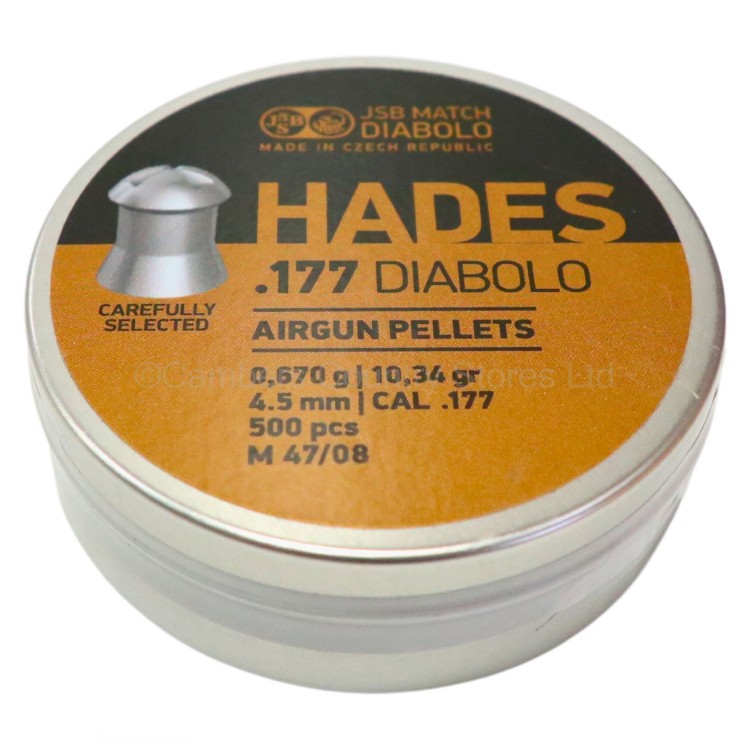 JSB
JSB MATCH
DIABOLO
MADE IN CZECH REPUBLIC
HADES
.177 DIABOLO
CAREFULLY
SELECTED
AIRGUN PELLETS
0,670 g | 10,34 gr
4.5 mm | CAL .177
500 pcs
M 47/08